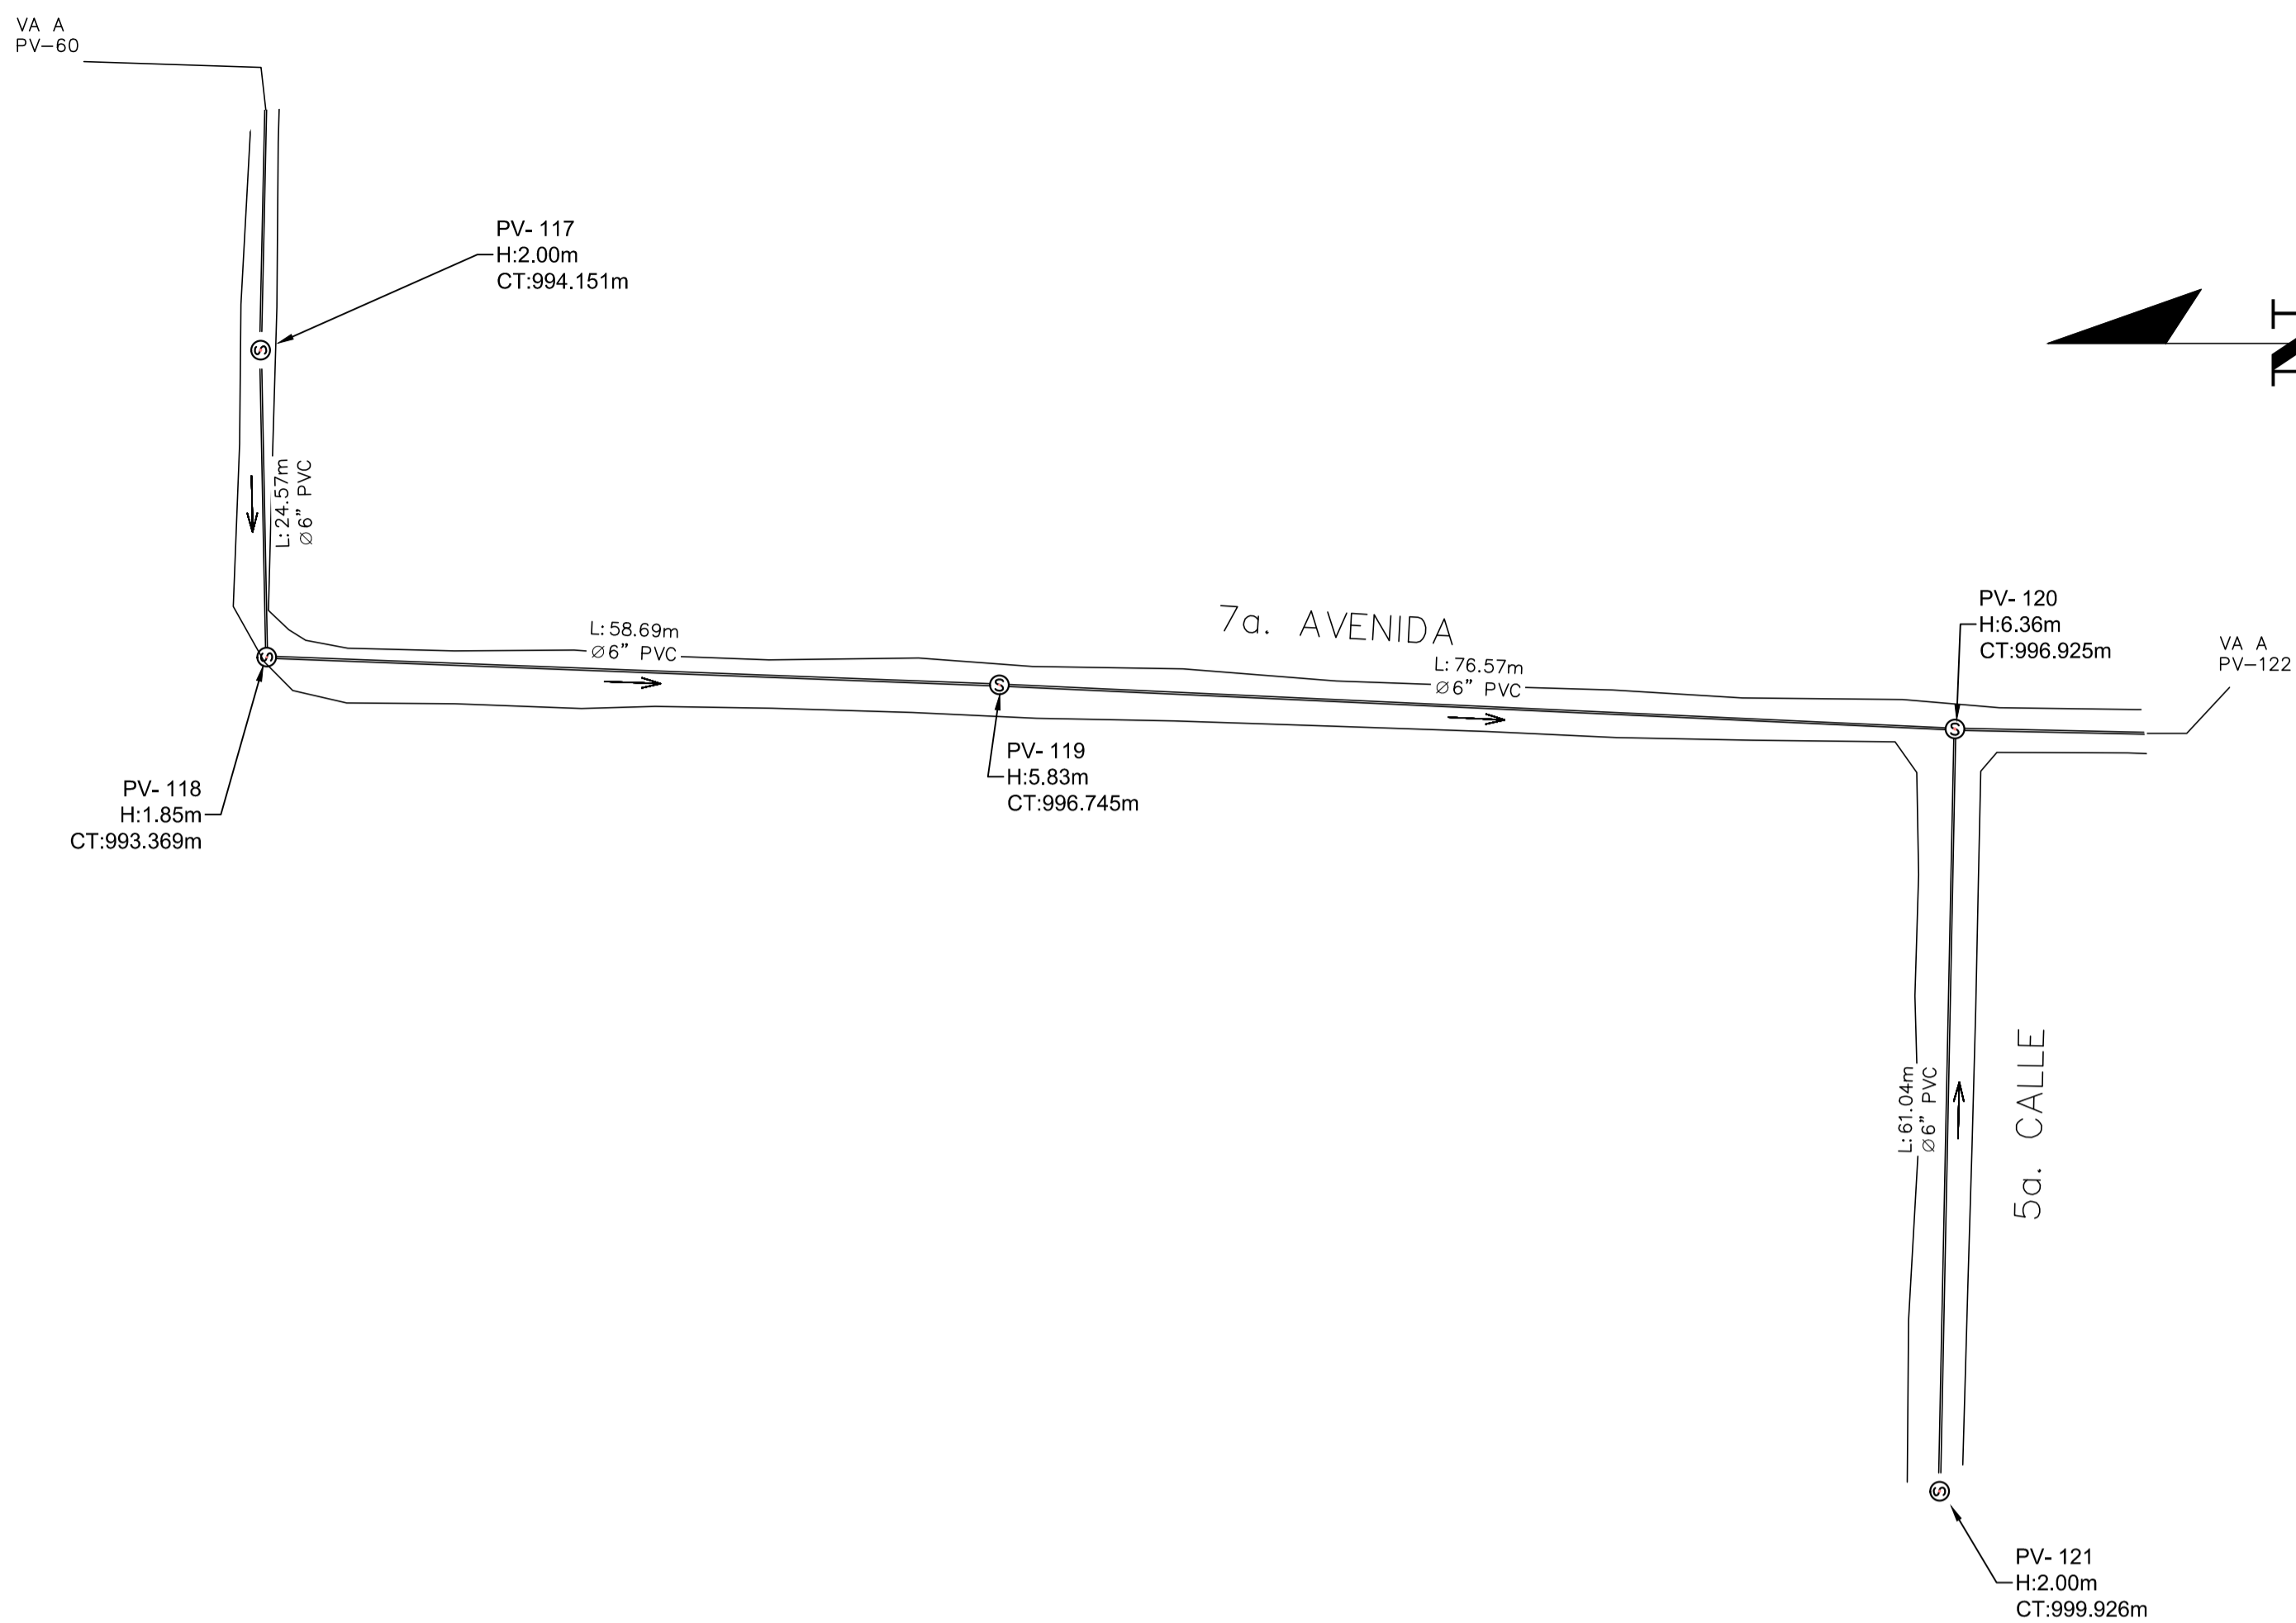 VA A
PV-60
PV- 117
H:2.00m
CT:994.151m
L:24.57m
Ø6" PVC
L:58.69m
Ø6" PVC
7a. AVENIDA
L:76.57m
Ø6" PVC
PV- 120
H:6.36m
CT:996.925m
VA A
PV-122
PV- 119
H:5.83m
CT:996.745m
PV- 118
H:1.85m
CT:993.369m
L:61.04m
Ø6" PVC
5a. CALLE
PV- 121
H:2.00m
CT:999.926m
S
S
S
S
S